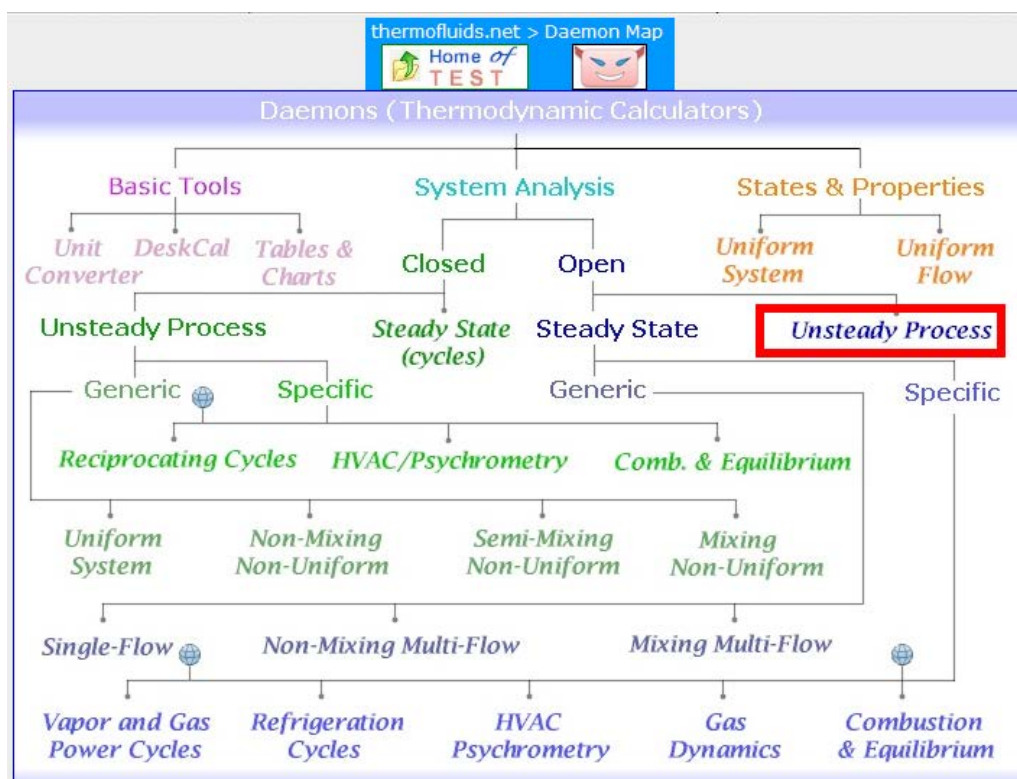 thermofluids.net > Daemon Map
Home of
TEST
Daemons (Thermodynamic Calculators)
Basic Tools
System Analysis
States & Properties
Unit
Converter
DeskCal
Tables &
Charts
Closed
Open
Uniform
System
Uniform
Flow
Unsteady Process
Steady State
(cycles)
Steady State
Unsteady Process
Generic
Specific
Generic
Specific
Reciprocating Cycles
HVAC/Psychrometry
Comb. & Equilibrium
Uniform
System
Non-Mixing
Non-Uniform
Semi-Mixing
Non-Uniform
Mixing
Non-Uniform
Single-Flow
Non-Mixing Multi-Flow
Mixing Multi-Flow
Vapor and Gas
Power Cycles
Refrigeration
Cycles
HVAC
Psychrometry
Gas
Dynamics
Combustion
& Equilibrium